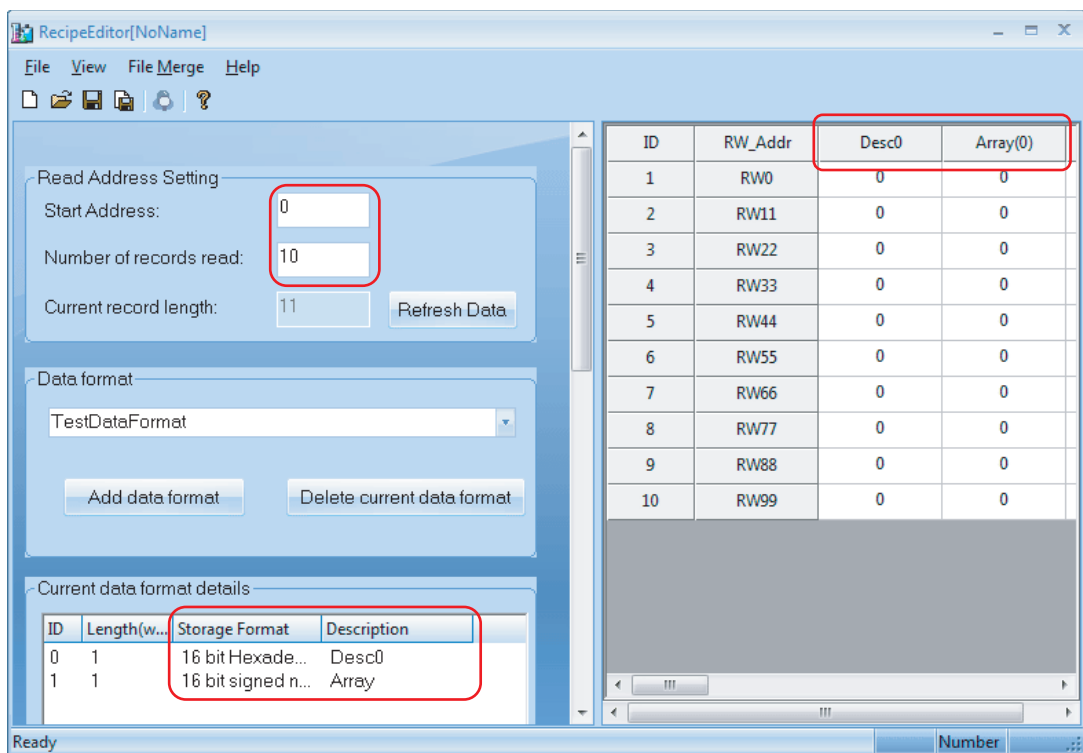 RecipeEditor[NoName]
File View File Merge Help
Read Address Setting
Start Address: 0
Number of records read: 10
Current record length: 11 Refresh Data
Data format
TestDataFormat
Add data format Delete current data format
Current data format details
ID Length(w... Storage Format Description
0 1 16 bit Hexade... Desc0
1 1 16 bit signed n... Array
ID RW_Addr Desc0 Array(0)
1 RW0 0 0
2 RW11 0 0
3 RW22 0 0
4 RW33 0 0
5 RW44 0 0
6 RW55 0 0
7 RW66 0 0
8 RW77 0 0
9 RW88 0 0
10 RW99 0 0
Ready Number